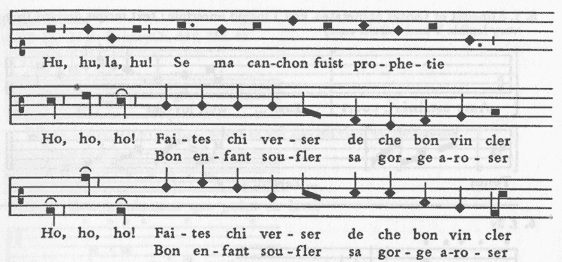 Hu, hu, la, hu! Se ma can-chon fuist pro-phe-tie
Ho, ho, ho! Fai-tes chi ver-ser de che bon vin cler
Bon en-fant sou-fler sa gor-ge a-ro-ser
Ho, ho, ho! Fai-tes chi ver-ser de che bon vin cler
Bon en-fant sou-fler sa gor-ge a-ro-ser